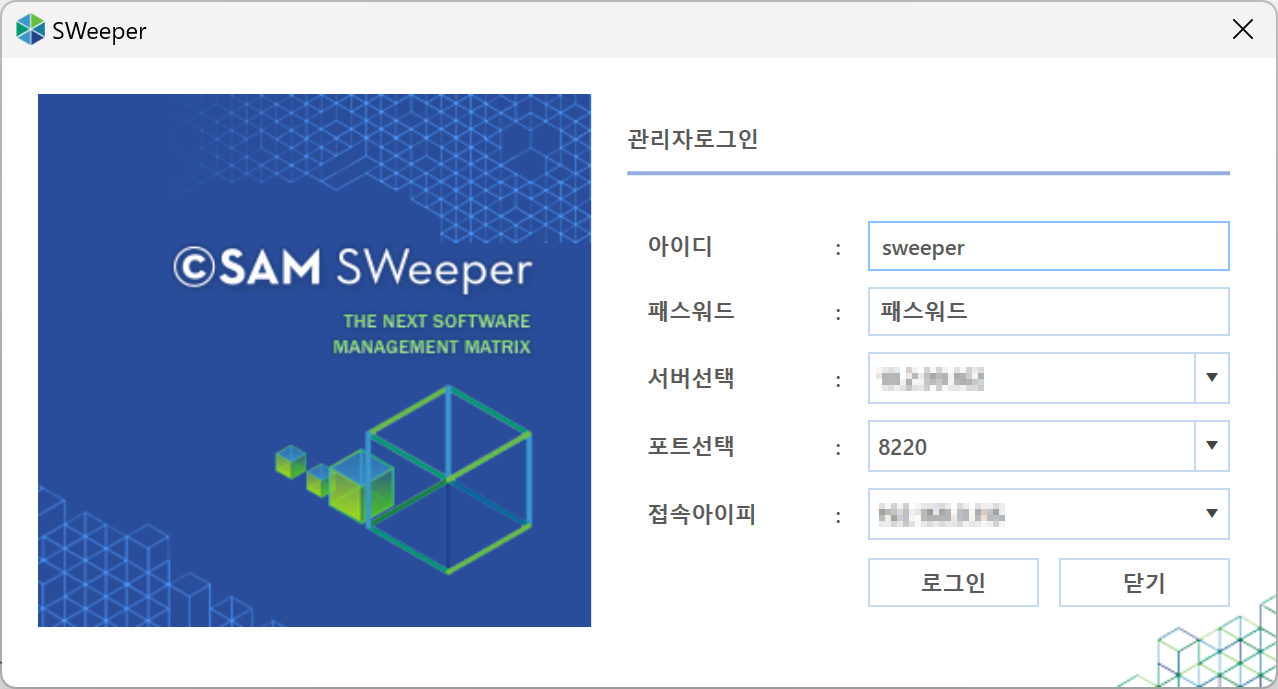 SWeeper
©SAM SWeeper
THE NEXT SOFTWARE
MANAGEMENT MATRIX
관리자로그인
아이디 : sweeper
패스워드 : 패스워드
서버선택 :
포트선택 : 8220
접속아이피 :
로그인 닫기